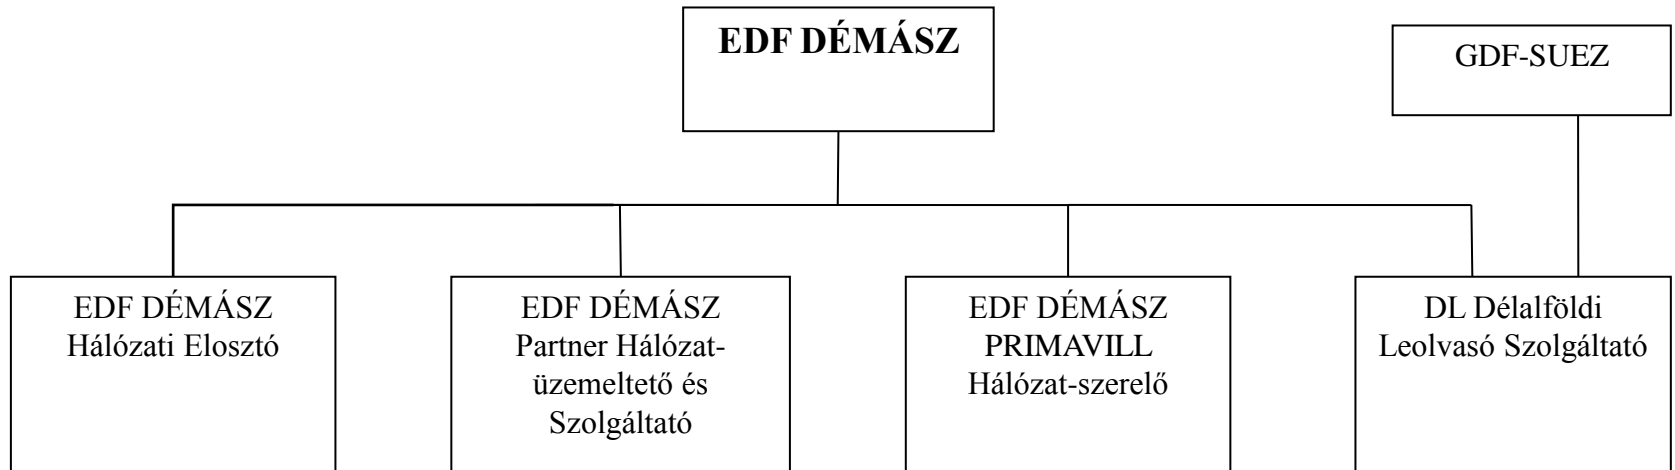 EDF DÉMÁSZ
GDF-SUEZ
EDF DÉMÁSZ
Hálózati Elosztó
EDF DÉMÁSZ
Partner Hálózat-
üzemeltető és
Szolgáltató
EDF DÉMÁSZ
PRIMAVILL
Hálózat-szerelő
DL Délalföldi
Leolvasó Szolgáltató